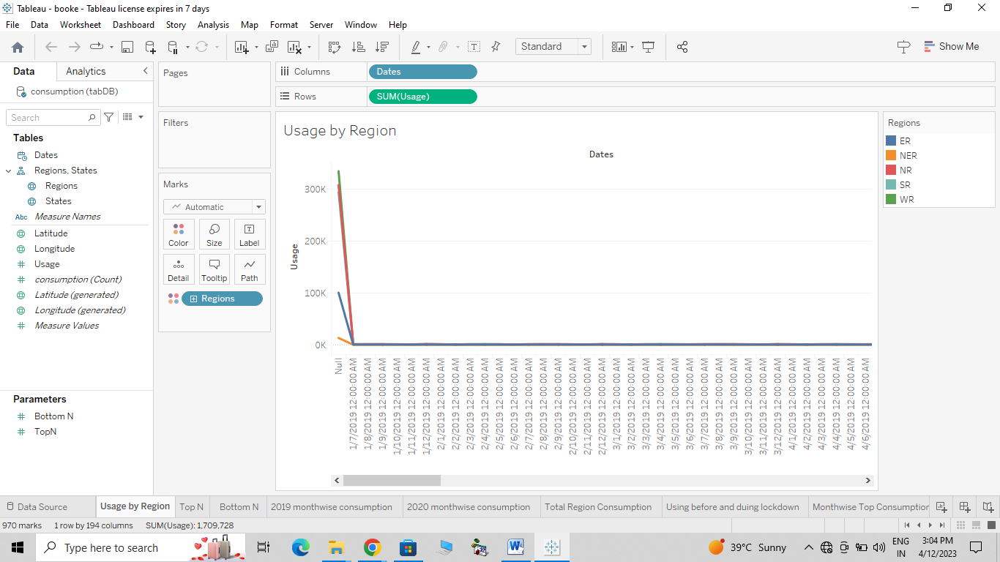 Tableau - booke - Tableau license expires in 7 days
File Data Worksheet Dashboard Story Analysis Map Format Server Window Help
Standard
Show Me
Data Analytics
consumption (tabDB)
Search
Tables
Dates
Regions, States
Regions
States
Abc Measure Names
Latitude
Longitude
Usage
consumption (Count)
Latitude (generated)
Longitude (generated)
Measure Values
Parameters
Bottom N
TopN
Pages
Filters
Marks
Automatic
Color Size Label
Detail Tooltip Path
Regions
Columns Dates
Rows SUM(Usage)
Usage by Region
Dates
Usage
300K
200K
100K
0K
Null
1/7/2019 12:00:00 AM
1/8/2019 12:00:00 AM
1/9/2019 12:00:00 AM
1/10/2019 12:00:00 AM
1/11/2019 12:00:00 AM
1/12/2019 12:00:00 AM
2/1/2019 12:00:00 AM
2/2/2019 12:00:00 AM
2/3/2019 12:00:00 AM
2/4/2019 12:00:00 AM
2/5/2019 12:00:00 AM
2/6/2019 12:00:00 AM
2/7/2019 12:00:00 AM
2/8/2019 12:00:00 AM
2/9/2019 12:00:00 AM
2/10/2019 12:00:00 AM
2/11/2019 12:00:00 AM
2/12/2019 12:00:00 AM
3/1/2019 12:00:00 AM
3/2/2019 12:00:00 AM
3/3/2019 12:00:00 AM
3/4/2019 12:00:00 AM
3/5/2019 12:00:00 AM
3/6/2019 12:00:00 AM
3/7/2019 12:00:00 AM
3/8/2019 12:00:00 AM
3/9/2019 12:00:00 AM
3/10/2019 12:00:00 AM
3/11/2019 12:00:00 AM
3/12/2019 12:00:00 AM
4/1/2019 12:00:00 AM
4/2/2019 12:00:00 AM
4/3/2019 12:00:00 AM
4/4/2019 12:00:00 AM
4/5/2019 12:00:00 AM
4/6/2019 12:00:00 AM
Regions
ER
NER
NR
SR
WR
Data Source Usage by Region Top N Bottom N 2019 monthwise consumption 2020 monthwise consumption Total Region Consumption Using before and duing lockdown Monthwise Top Consumption
970 marks 1 row by 194 columns SUM(Usage): 1,709,728
Type here to search
39°C Sunny
ENG
IN
3:04 PM
4/12/2023